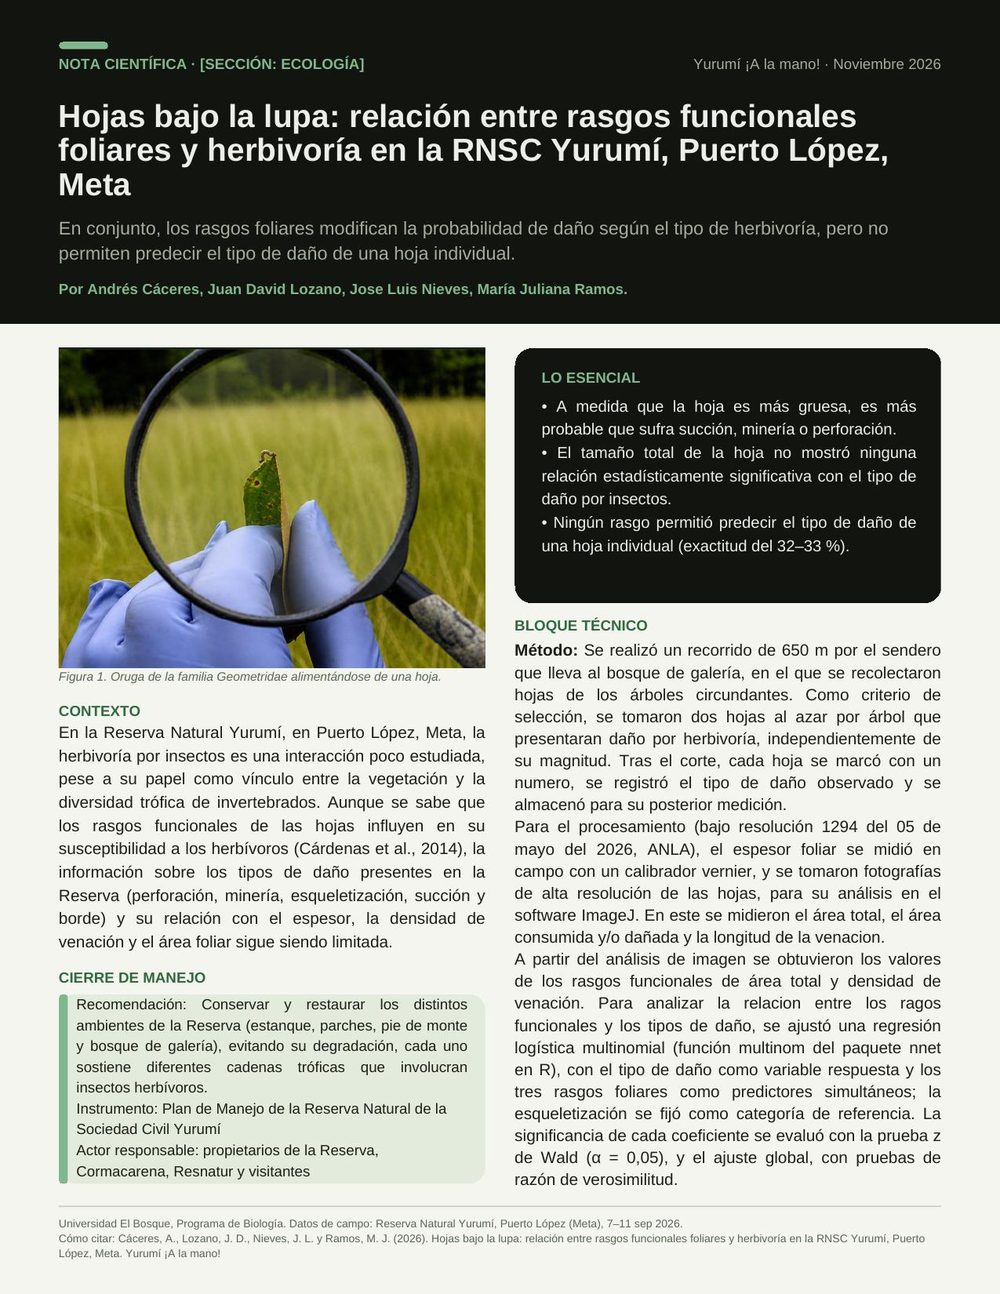 NOTA CIENTÍFICA · [SECCIÓN: ECOLOGÍA]
Yurumí ¡A la mano! · Noviembre 2026
Hojas bajo la lupa: relación entre rasgos funcionales
foliares y herbivoría en la RNSC Yurumí, Puerto López,
Meta
En conjunto, los rasgos foliares modifican la probabilidad de daño según el tipo de herbivoría, pero no
permiten predecir el tipo de daño de una hoja individual.
Por Andrés Cáceres, Juan David Lozano, Jose Luis Nieves, María Juliana Ramos.
Figura 1. Oruga de la familia Geometridae alimentándose de una hoja.
CONTEXTO
En la Reserva Natural Yurumí, en Puerto López, Meta, la
herbivoría por insectos es una interacción poco estudiada,
pese a su papel como vínculo entre la vegetación y la
diversidad trófica de invertebrados. Aunque se sabe que
los rasgos funcionales de las hojas influyen en su
susceptibilidad a los herbívoros (Cárdenas et al., 2014), la
información sobre los tipos de daño presentes en la
Reserva (perforación, minería, esqueletización, succión y
borde) y su relación con el espesor, la densidad de
venación y el área foliar sigue siendo limitada.
CIERRE DE MANEJO
Recomendación: Conservar y restaurar los distintos
ambientes de la Reserva (estanque, parches, pie de monte
y bosque de galería), evitando su degradación, cada uno
sostiene diferentes cadenas tróficas que involucran
insectos herbívoros.
Instrumento: Plan de Manejo de la Reserva Natural de la
Sociedad Civil Yurumí
Actor responsable: propietarios de la Reserva,
Cormacarena, Resnatur y visitantes
LO ESENCIAL
• A medida que la hoja es más gruesa, es más
probable que sufra succión, minería o perforación.
• El tamaño total de la hoja no mostró ninguna
relación estadísticamente significativa con el tipo de
daño por insectos.
• Ningún rasgo permitió predecir el tipo de daño de
una hoja individual (exactitud del 32–33 %).
BLOQUE TÉCNICO
Método: Se realizó un recorrido de 650 m por el sendero
que lleva al bosque de galería, en el que se recolectaron
hojas de los árboles circundantes. Como criterio de
selección, se tomaron dos hojas al azar por árbol que
presentaran daño por herbivoría, independientemente de
su magnitud. Tras el corte, cada hoja se marcó con un
numero, se registró el tipo de daño observado y se
almacenó para su posterior medición.
Para el procesamiento (bajo resolución 1294 del 05 de
mayo del 2026, ANLA), el espesor foliar se midió en
campo con un calibrador vernier, y se tomaron fotografías
de alta resolución de las hojas, para su análisis en el
software ImageJ. En este se midieron el área total, el área
consumida y/o dañada y la longitud de la venacion.
A partir del análisis de imagen se obtuvieron los valores
de los rasgos funcionales de área total y densidad de
venación. Para analizar la relacion entre los ragos
funcionales y los tipos de daño, se ajustó una regresión
logística multinomial (función multinom del paquete nnet
en R), con el tipo de daño como variable respuesta y los
tres rasgos foliares como predictores simultáneos; la
esqueletización se fijó como categoría de referencia. La
significancia de cada coeficiente se evaluó con la prueba z
de Wald (α = 0,05), y el ajuste global, con pruebas de
razón de verosimilitud.
Universidad El Bosque, Programa de Biología. Datos de campo: Reserva Natural Yurumí, Puerto López (Meta), 7–11 sep 2026.
Cómo citar: Cáceres, A., Lozano, J. D., Nieves, J. L. y Ramos, M. J. (2026). Hojas bajo la lupa: relación entre rasgos funcionales foliares y herbivoría en la RNSC Yurumí, Puerto
López, Meta. Yurumí ¡A la mano!